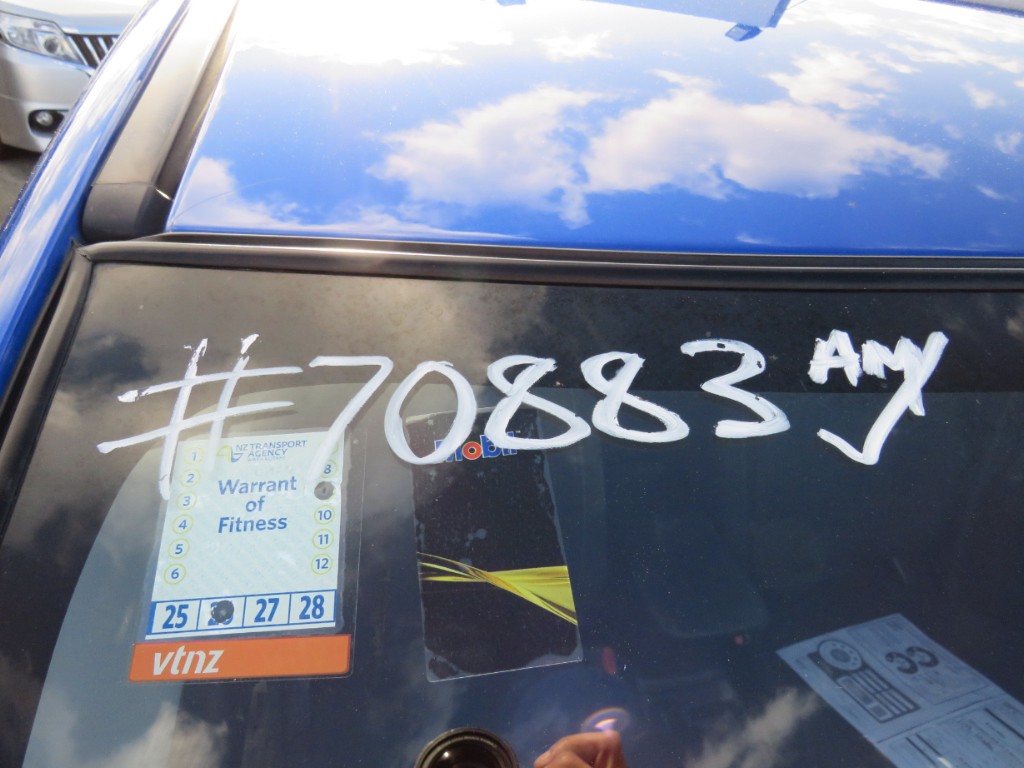 #70883 AMY
NZ TRANSPORT
AGENCY
Warrant
of
Fitness
1
2
3
4
5
6
8
10
11
12
25 27 28
vtnz
Mobil